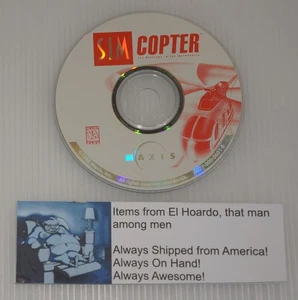 SIM COPTER
MAXIS
Items from El Hoardo, that man
among men
Always Shipped from America!
Always On Hand!
Always Awesome!